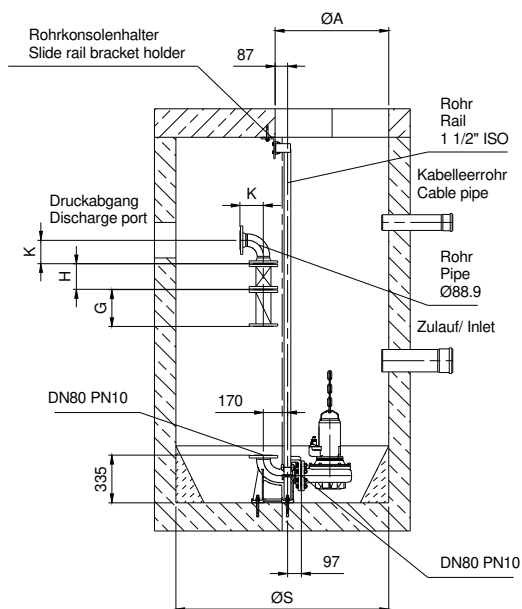 ØA
Rohrkonsolenhalter
Slide rail bracket holder
87
Rohr
Rail
1 1/2" ISO
Kabelleerrohr
Cable pipe
Druckabgang
Discharge port
K
K
H
G
Rohr
Pipe
Ø88.9
Zulauf/ Inlet
DN80 PN10
170
335
97
DN80 PN10
ØS